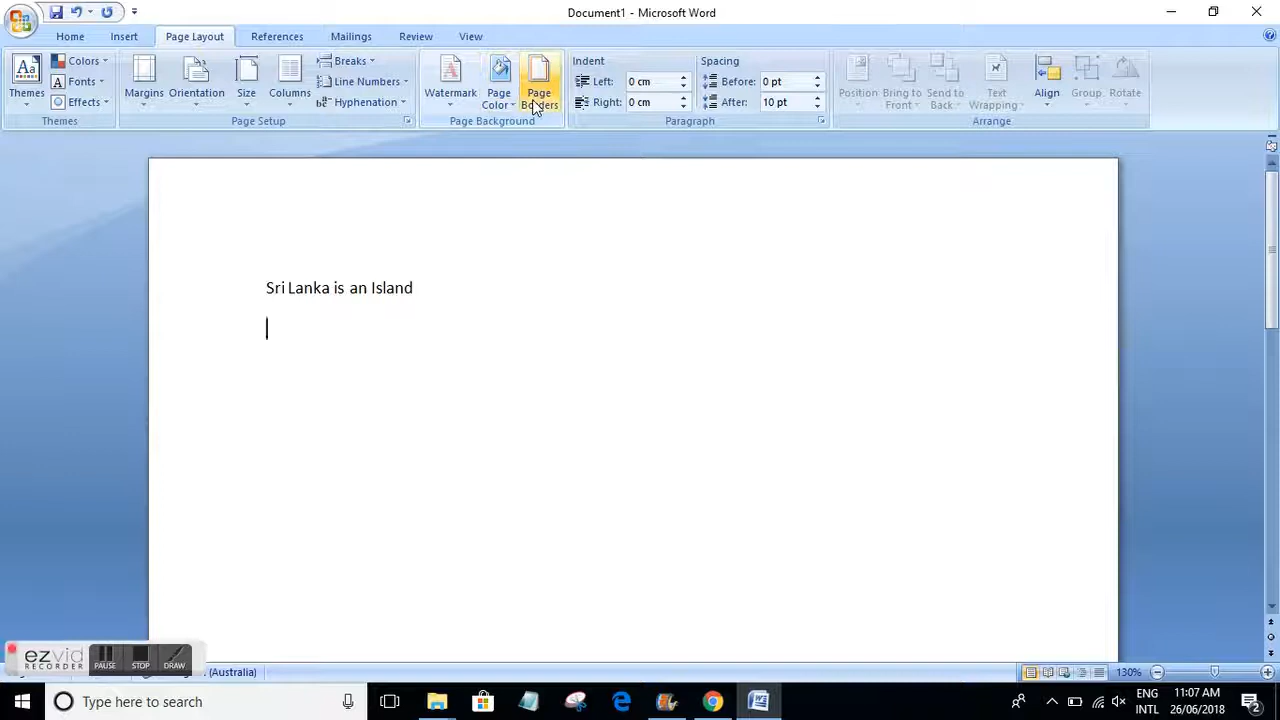 Document1 - Microsoft Word
Home Insert Page Layout References Mailings Review View
Themes
Colors
Fonts
Effects
Themes
Margins
Orientation
Size
Columns
Breaks
Line Numbers
Hyphenation
Page Setup
Watermark
Page Color
Page Borders
Page Background
Indent
Left: 0 cm
Right: 0 cm
Spacing
Before: 0 pt
After: 10 pt
Paragraph
Position
Bring to Front
Send to Back
Text Wrapping
Align
Group
Rotate
Arrange
Sri Lanka is an Island
ezvid
RECORDER
PAUSE
STOP
DRAW
(Australia)
130%
Type here to search
ENG
INTL
11:07 AM
26/06/2018
2